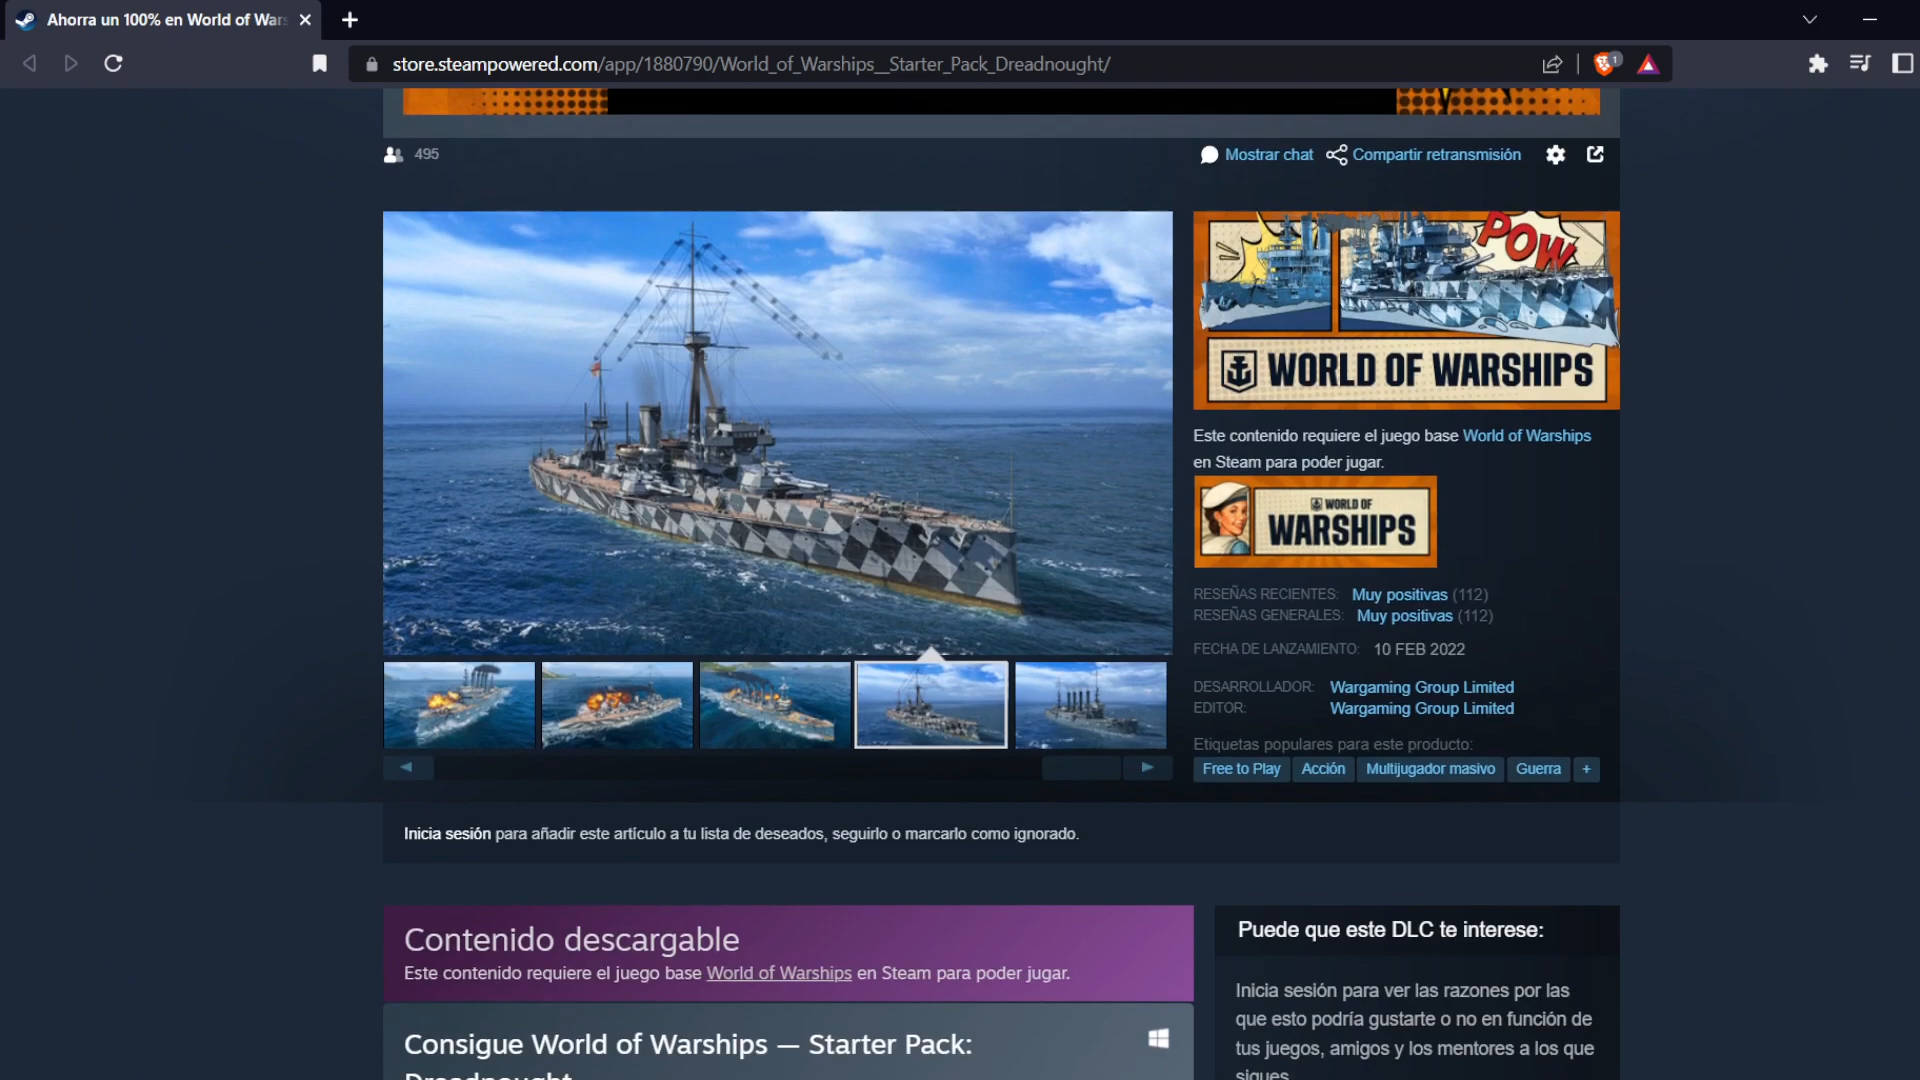 Ahorra un 100% en World of Wars
store.steampowered.com/app/1880790/World_of_Warships__Starter_Pack_Dreadnought/
1
495
Mostrar chat
Compartir retransmisión
POW
WORLD OF WARSHIPS
Este contenido requiere el juego base World of Warships
en Steam para poder jugar.
WORLD OF
WARSHIPS
RESEÑAS RECIENTES: Muy positivas (112)
RESEÑAS GENERALES: Muy positivas (112)
FECHA DE LANZAMIENTO: 10 FEB 2022
DESARROLLADOR: Wargaming Group Limited
EDITOR: Wargaming Group Limited
Etiquetas populares para este producto:
Free to Play Acción Multijugador masivo Guerra +
Inicia sesión para añadir este artículo a tu lista de deseados, seguirlo o marcarlo como ignorado.
Contenido descargable
Este contenido requiere el juego base World of Warships en Steam para poder jugar.
Consigue World of Warships — Starter Pack:
Dreadnought
Puede que este DLC te interese:
Inicia sesión para ver las razones por las
que esto podría gustarte o no en función de
tus juegos, amigos y los mentores a los que
sigues.